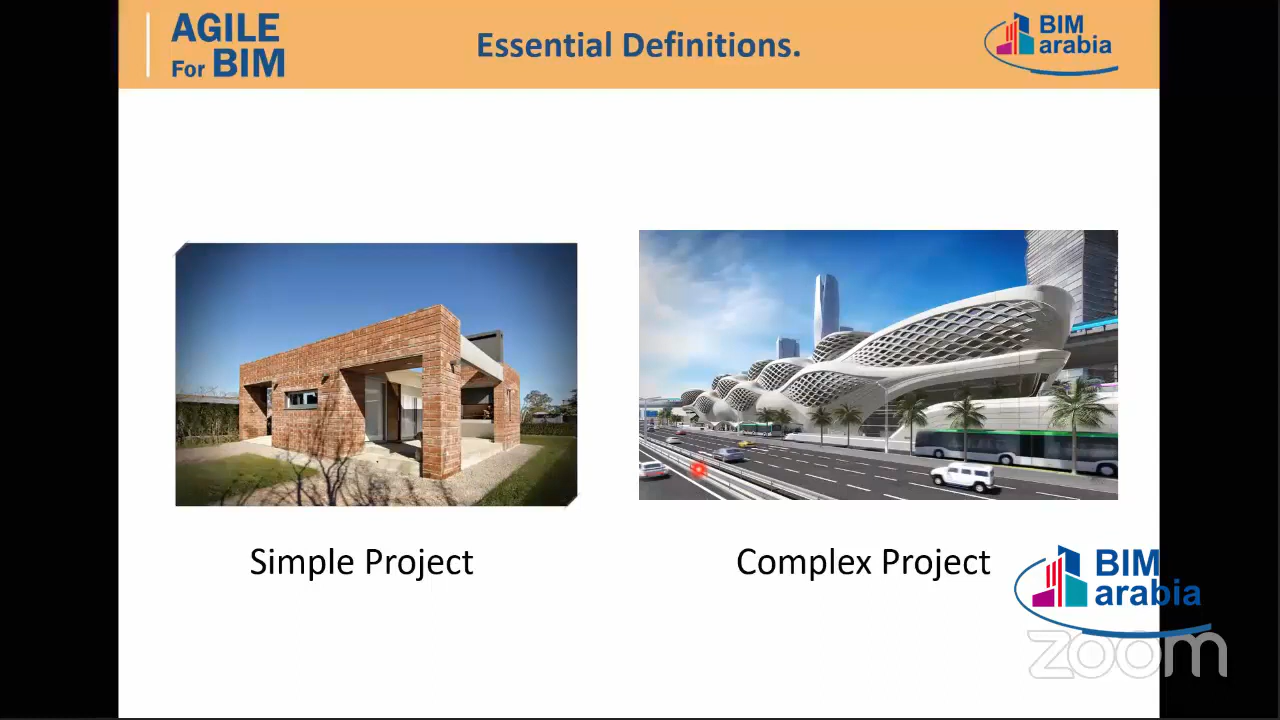 AGILE
For BIM
Essential Definitions.
BIM
arabia
Simple Project
Complex Project
BIM
arabia
zoom